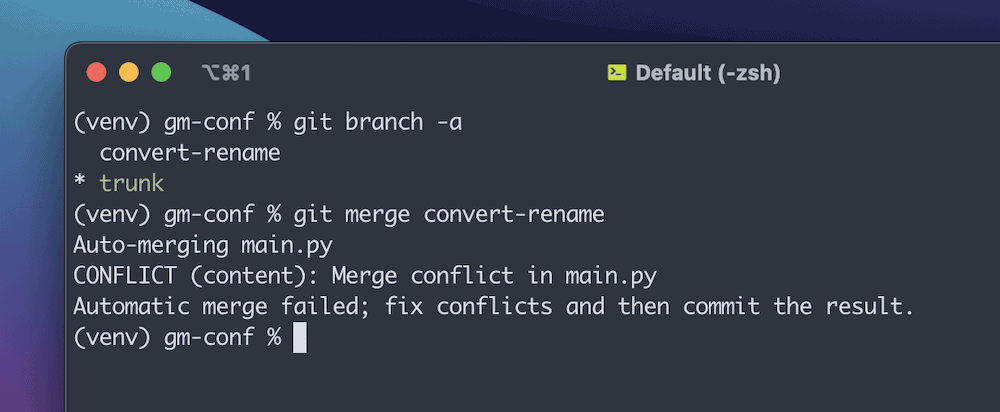 ⌥⌘1
Default (-zsh)
(venv) gm-conf % git branch -a
  convert-rename
* trunk
(venv) gm-conf % git merge convert-rename
Auto-merging main.py
CONFLICT (content): Merge conflict in main.py
Automatic merge failed; fix conflicts and then commit the result.
(venv) gm-conf %